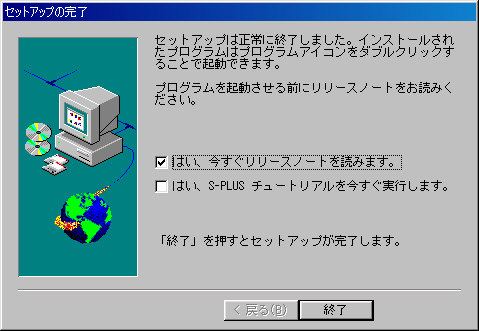 セットアップの完了
セットアップは正常に終了しました。インストールされ
たプログラムはプログラムアイコンをダブルクリックす
ることで起動できます。
プログラムを起動させる前にリリースノートをお読みく
ださい。
はい、今すぐリリースノートを読みます。
はい、S-PLUS チュートリアルを今すぐ実行します。
「終了」を押すとセットアップが完了します。
< 戻る(B)
終了